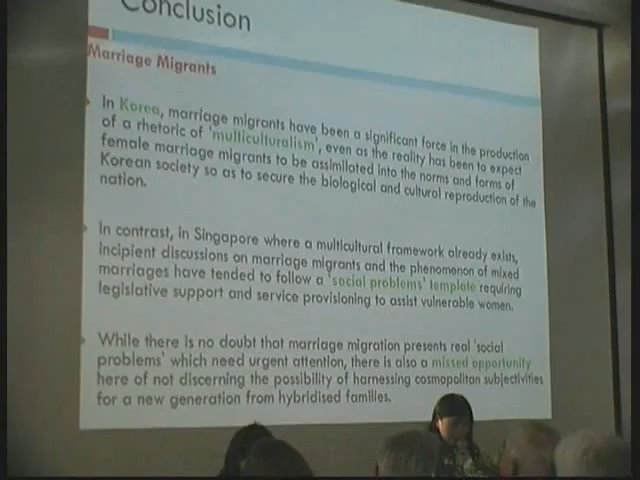 Conclusion
Marriage Migrants
In Korea, marriage migrants have been a significant force in the production
of a rhetoric of 'multiculturalism', even as the reality has been to expect
female marriage migrants to be assimilated into the norms and forms of
Korean society so as to secure the biological and cultural reproduction of the
nation.
In contrast, in Singapore where a multicultural framework already exists,
incipient discussions on marriage migrants and the phenomenon of mixed
marriages have tended to follow a 'social problems' template requiring
legislative support and service provisioning to assist vulnerable women.
While there is no doubt that marriage migration presents real 'social
problems' which need urgent attention, there is also a missed opportunity
here of not discerning the possibility of harnessing cosmopolitan subjectivities
for a new generation from hybridised families.